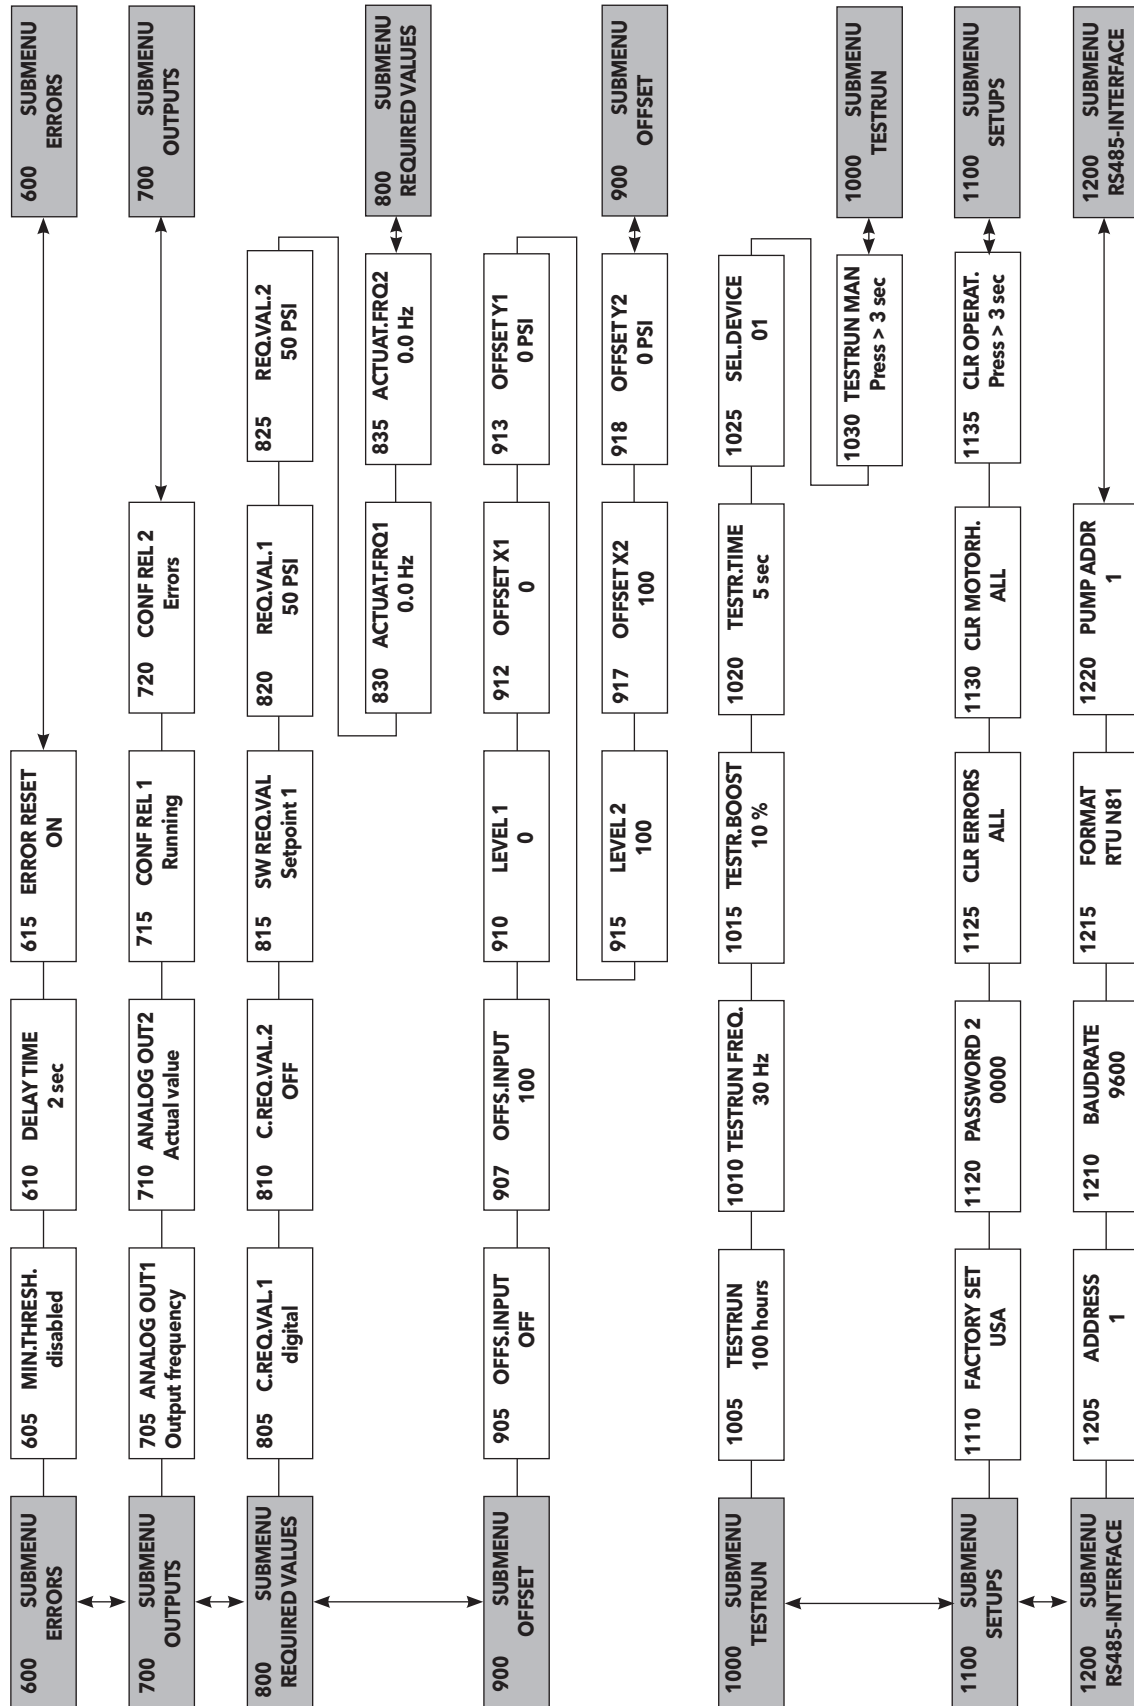 600 SUBMENU
ERRORS
605 MIN.THRESH.
disabled
610 DELAY TIME
2 sec
615 ERROR RESET
ON
600 SUBMENU
ERRORS
700 SUBMENU
OUTPUTS
705 ANALOG OUT1
Output frequency
710 ANALOG OUT2
Actual value
715 CONF REL 1
Running
720 CONF REL 2
Errors
700 SUBMENU
OUTPUTS
800 SUBMENU
REQUIRED VALUES
805 C.REQ.VAL.1
digital
810 C.REQ.VAL.2
OFF
815 SW REQ.VAL
Setpoint 1
820 REQ.VAL.1
50 PSI
825 REQ.VAL.2
50 PSI
830 ACTUAT.FRQ1
0.0 Hz
835 ACTUAT.FRQ2
0.0 Hz
800 SUBMENU
REQUIRED VALUES
900 SUBMENU
OFFSET
905 OFFS.INPUT
OFF
907 OFFS.INPUT
100
910 LEVEL 1
0
912 OFFSET X1
0
913 OFFSET Y1
0 PSI
915 LEVEL 2
100
917 OFFSET X2
100
918 OFFSET Y2
0 PSI
900 SUBMENU
OFFSET
1000 SUBMENU
TESTRUN
1005 TESTRUN
100 hours
1010 TESTRUN FREQ.
30 Hz
1015 TESTR.BOOST
10 %
1020 TESTR.TIME
5 sec
1025 SEL.DEVICE
01
1030 TESTRUN MAN
Press > 3 sec
1000 SUBMENU
TESTRUN
1100 SUBMENU
SETUPS
1110 FACTORY SET
USA
1120 PASSWORD 2
0000
1125 CLR ERRORS
ALL
1130 CLR MOTORH.
ALL
1135 CLR OPERAT.
Press > 3 sec
1100 SUBMENU
SETUPS
1200 SUBMENU
RS485-INTERFACE
1205 ADDRESS
1
1210 BAUDRATE
9600
1215 FORMAT
RTU N81
1220 PUMP ADDR
1
1200 SUBMENU
RS485-INTERFACE